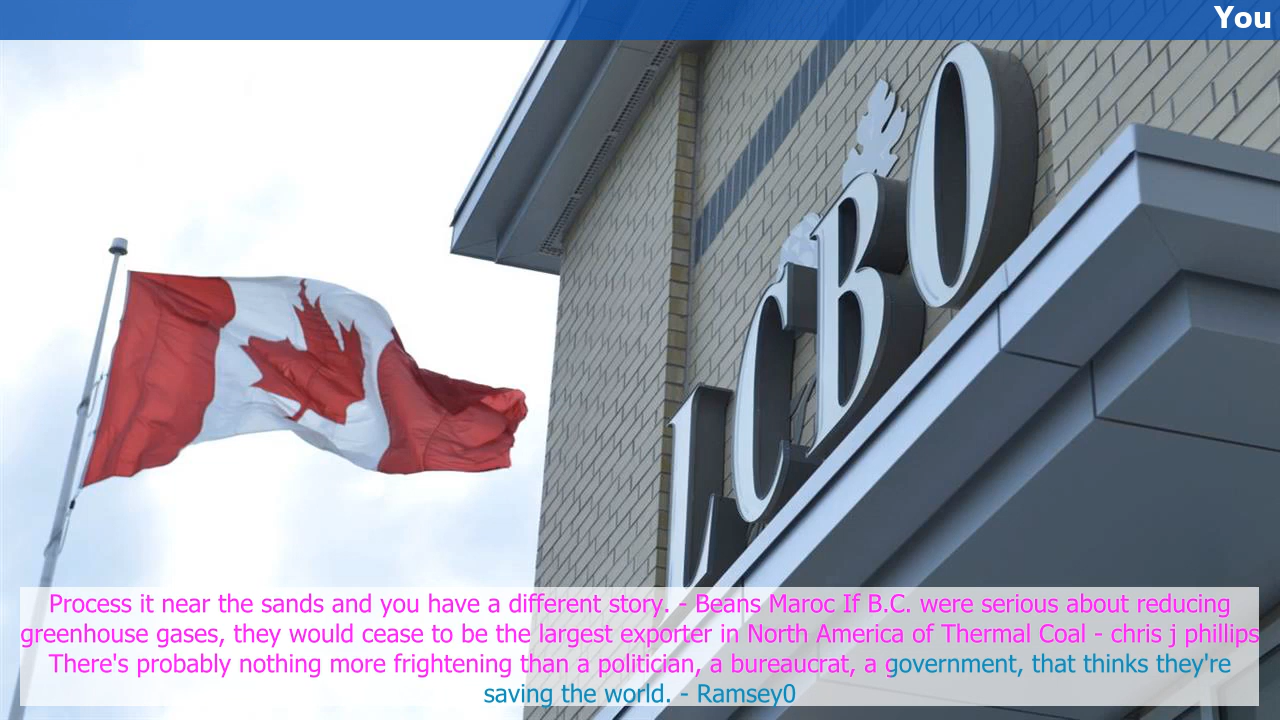 You
LCBO
Process it near the sands and you have a different story. - Beans Maroc If B.C. were serious about reducing
greenhouse gases, they would cease to be the largest exporter in North America of Thermal Coal - chris j phillips
There's probably nothing more frightening than a politician, a bureaucrat, a government, that thinks they're
saving the world. - Ramsey0